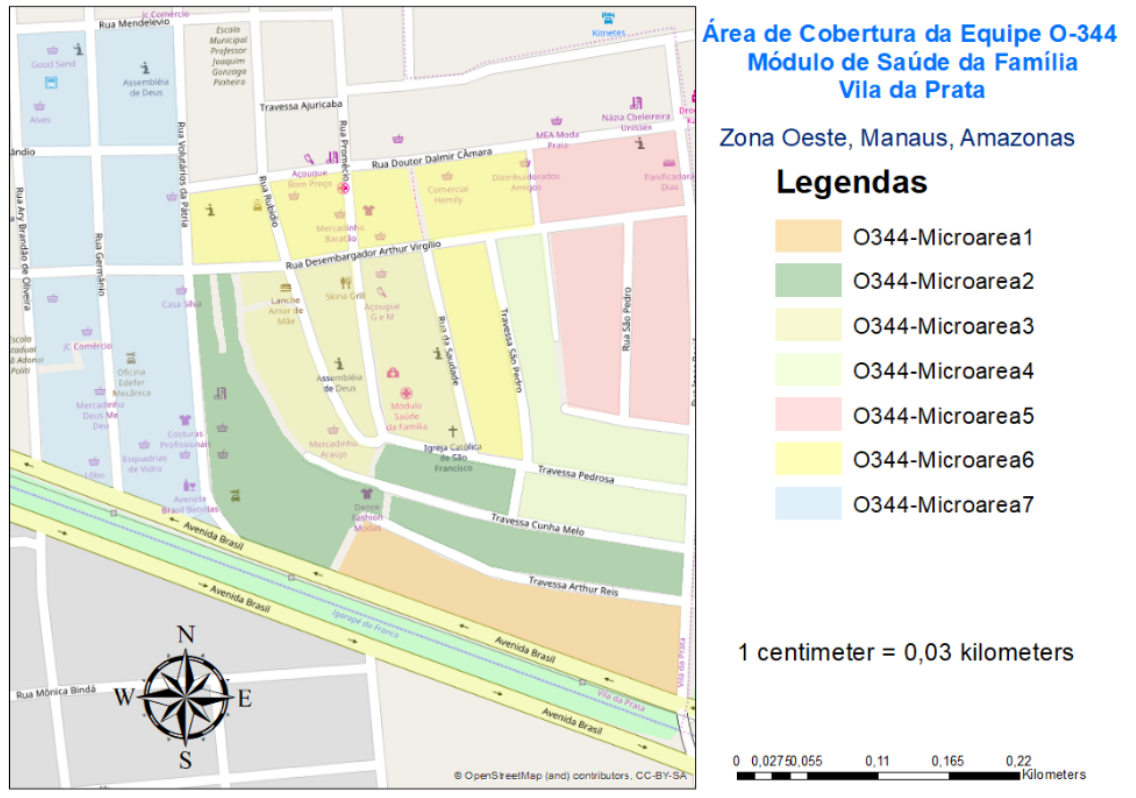 Jc Comércio
Rua Mendelevio
Good Send
Assembléia
de Deus
Alves
Escola
Municipal
Professor
Joaquim
Gonzaga
Pinheiro
Kitnetes
Travessa Ajuricaba
Názia Cbeleireira
Unissex
MEA Moda
Praia
Rua Volutários da Pátria
Rua Promécio
Rua Doutor Dalmir CÂmara
Açougue
Bom Preço
Rua Rubidio
Comercial
Hemily
Distribuidorados
Amigos
Panificadora
Dias
Mercadinho
Baratão
Rua Ary Brandão de Oliveira
Rua Germânio
Rua Desembargador Arthur Virgílio
Casa Silva
Lanche
Amor de
Mãe
Skina Grill
Açougue
G e M
Rua da Saudade
Travessa São Pedro
Rua São Pedro
JC Comércio
Politi
Oficina
Edefer
Mecânica
Assembléia
de Deus
Mercadinho
Deus Me
Deu
Módulo
Saúde
da Família
Costuras
Profissionais
Mercadinho
Araújo
Igreja Católica
de São
Francisco
Esquadrias
de Vidro
Lôbo
Travessa Pedrosa
Avenida
Brasil Bebidas
Denge
Fashion
Modas
Travessa Cunha Melo
Avenida Brasil
Travessa Arthur Reis
Avenida Brasil
Igarape do Franco
Avenida Brasil
Vila da Prata
Vila da Prata
Avenida Brasil
Rua Mônica Bindá
N
W
E
S
© OpenStreetMap (and) contributors, CC-BY-SA
Área de Cobertura da Equipe O-344
Módulo de Saúde da Família
Vila da Prata
Zona Oeste, Manaus, Amazonas
Legendas
O344-Microarea1
O344-Microarea2
O344-Microarea3
O344-Microarea4
O344-Microarea5
O344-Microarea6
O344-Microarea7
1 centimeter = 0,03 kilometers
0 0,0275 0,055 0,11 0,165 0,22
Kilometers